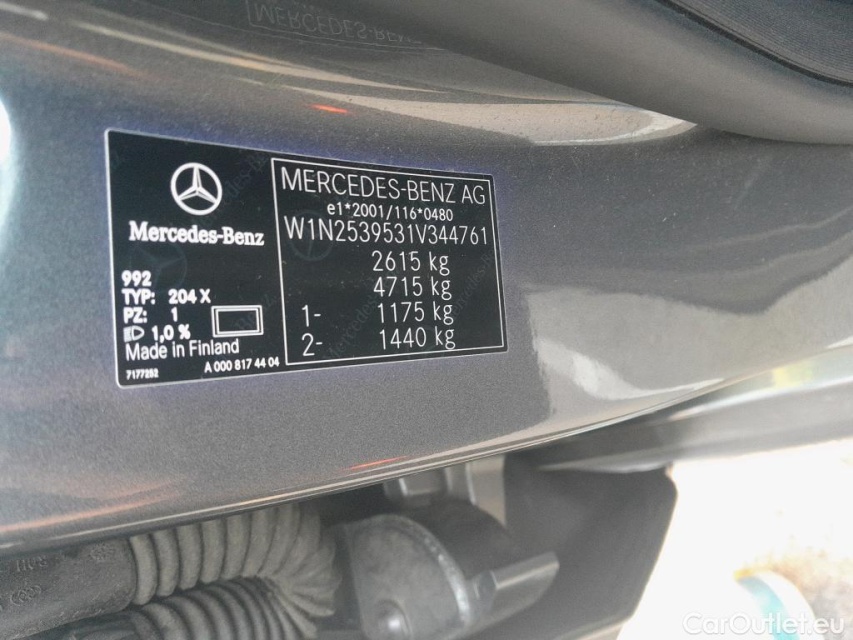 Mercedes-Benz
992
TYP: 204 X
PZ: 1
1,0 %
Made in Finland
7177252
A 000 817 44 04
MERCEDES-BENZ AG
e1*2001/116*0480
W1N2539531V344761
2615 kg
4715 kg
1- 1175 kg
2- 1440 kg
CarOutlet.eu